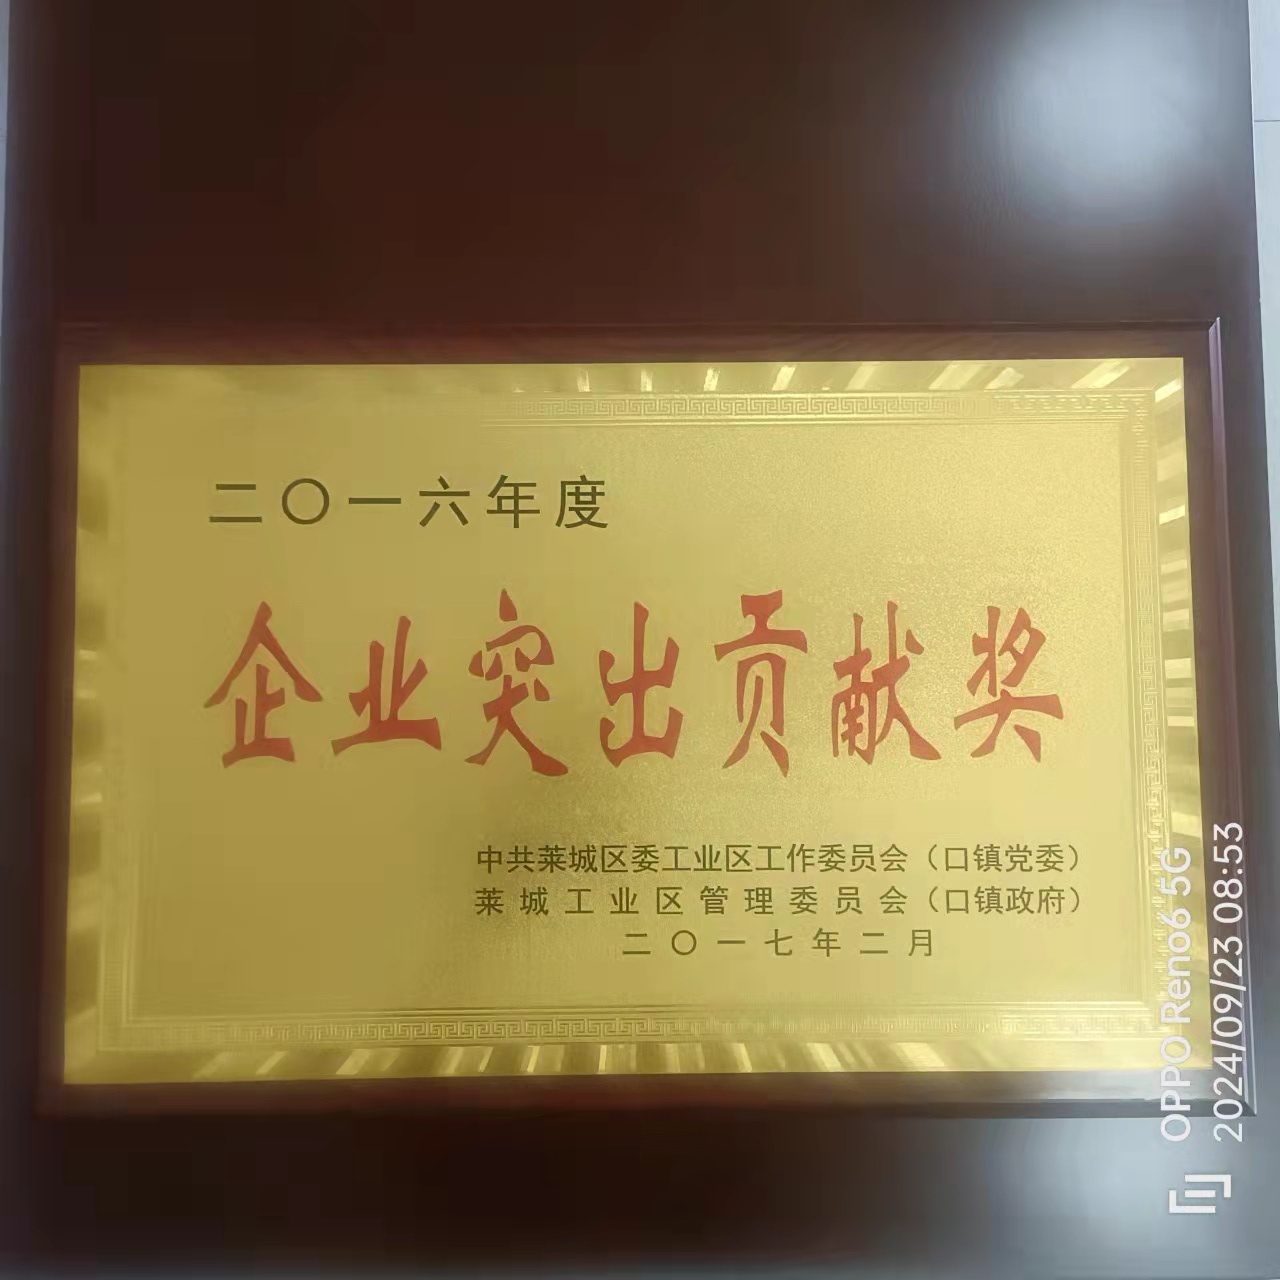 二〇一六年度
企业突出贡献奖
中共莱城区委工业区工作委员会（口镇党委）
莱城工业区管理委员会（口镇政府）
二〇一七年二月
OPPO Reno6 5G
2024/09/23 08:53